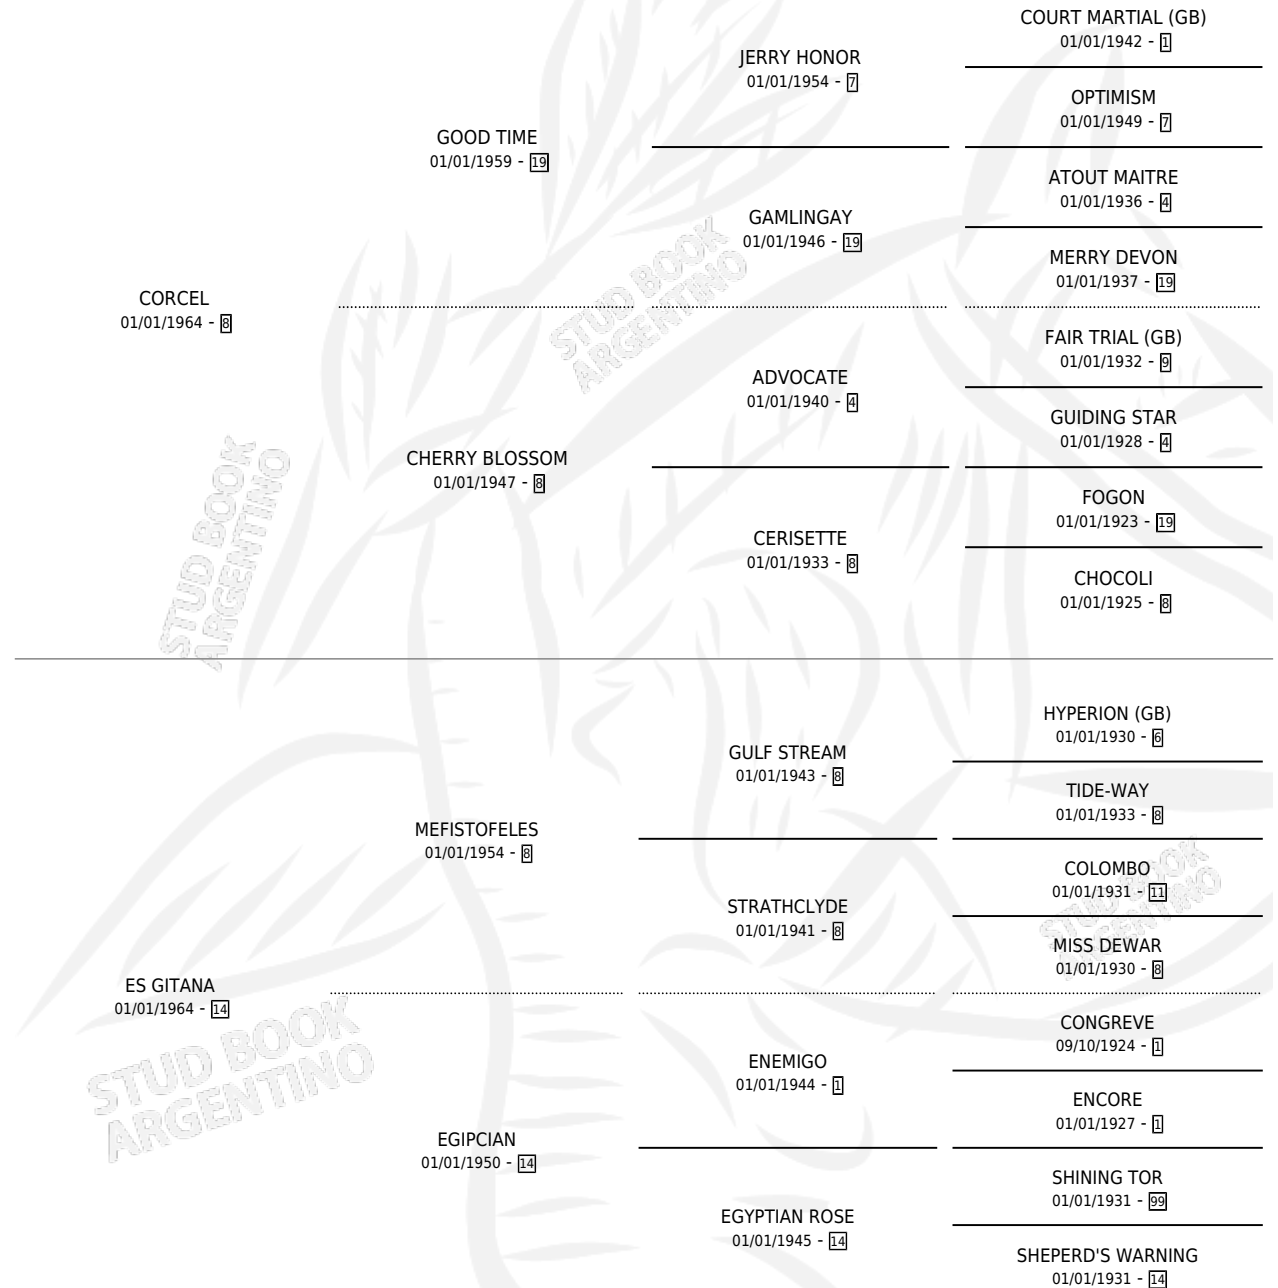 COURT MARTIAL (GB)
01/01/1942 - 1
JERRY HONOR
01/01/1954 - 7
OPTIMISM
01/01/1949 - 7
GOOD TIME
01/01/1959 - 19
ATOUT MAITRE
01/01/1936 - 4
GAMLINGAY
01/01/1946 - 19
MERRY DEVON
01/01/1937 - 19
CORCEL
01/01/1964 - 8
FAIR TRIAL (GB)
01/01/1932 - 9
ADVOCATE
01/01/1940 - 4
GUIDING STAR
01/01/1928 - 4
CHERRY BLOSSOM
01/01/1947 - 8
FOGON
01/01/1923 - 19
CERISETTE
01/01/1933 - 8
CHOCOLI
01/01/1925 - 8
HYPERION (GB)
01/01/1930 - 6
GULF STREAM
01/01/1943 - 8
TIDE-WAY
01/01/1933 - 8
MEFISTOFELES
01/01/1954 - 8
COLOMBO
01/01/1931 - 11
STRATHCLYDE
01/01/1941 - 8
MISS DEWAR
01/01/1930 - 8
ES GITANA
01/01/1964 - 14
CONGREVE
09/10/1924 - 1
ENEMIGO
01/01/1944 - 1
ENCORE
01/01/1927 - 1
EGIPCIAN
01/01/1950 - 14
SHINING TOR
01/01/1931 - 99
EGYPTIAN ROSE
01/01/1945 - 14
SHEPERD'S WARNING
01/01/1931 - 14
STUD BOOK
ARGENTINO
STUD BOOK
ARGENTINO
STUD BOOK
ARGENTINO
STUD BOOK
ARGENTINO